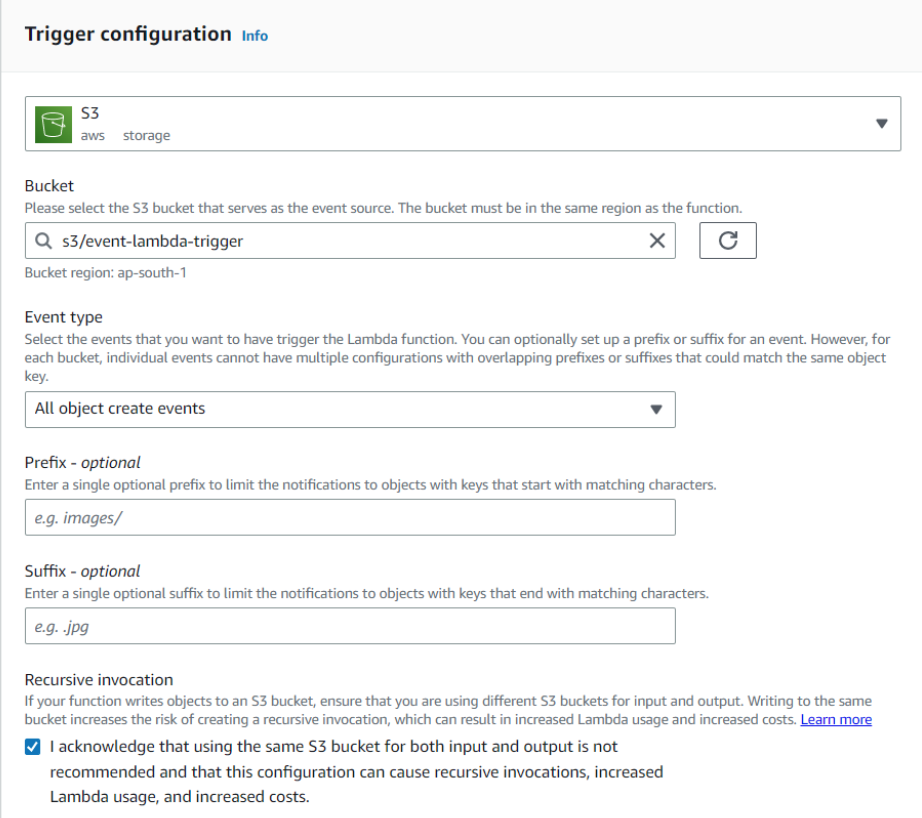 Trigger configuration Info
S3
aws storage
Bucket
Please select the S3 bucket that serves as the event source. The bucket must be in the same region as the function.
s3/event-lambda-trigger
Bucket region: ap-south-1
Event type
Select the events that you want to have trigger the Lambda function. You can optionally set up a prefix or suffix for an event. However, for
each bucket, individual events cannot have multiple configurations with overlapping prefixes or suffixes that could match the same object
key.
All object create events
Prefix - optional
Enter a single optional prefix to limit the notifications to objects with keys that start with matching characters.
e.g. images/
Suffix - optional
Enter a single optional suffix to limit the notifications to objects with keys that end with matching characters.
e.g. .jpg
Recursive invocation
If your function writes objects to an S3 bucket, ensure that you are using different S3 buckets for input and output. Writing to the same
bucket increases the risk of creating a recursive invocation, which can result in increased Lambda usage and increased costs. Learn more
I acknowledge that using the same S3 bucket for both input and output is not
recommended and that this configuration can cause recursive invocations, increased
Lambda usage, and increased costs.